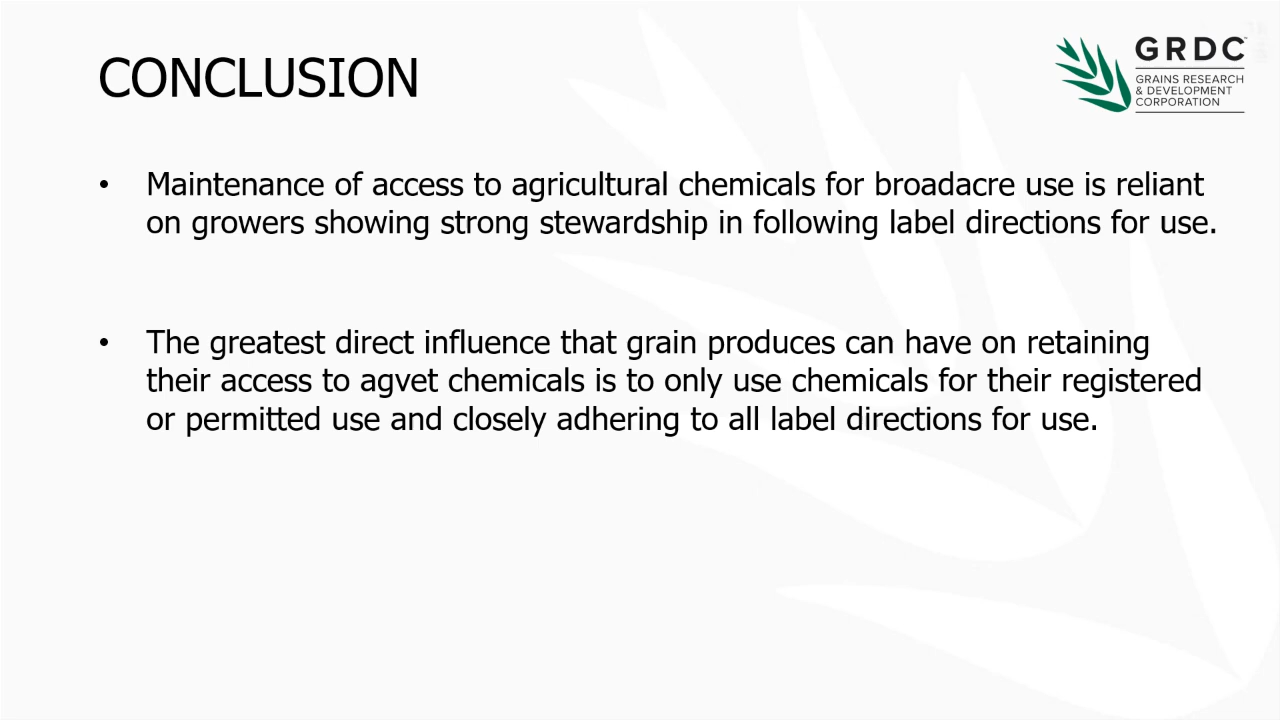 CONCLUSION
GRDC™
GRAINS RESEARCH
& DEVELOPMENT
CORPORATION
• Maintenance of access to agricultural chemicals for broadacre use is reliant
on growers showing strong stewardship in following label directions for use.
• The greatest direct influence that grain produces can have on retaining
their access to agvet chemicals is to only use chemicals for their registered
or permitted use and closely adhering to all label directions for use.